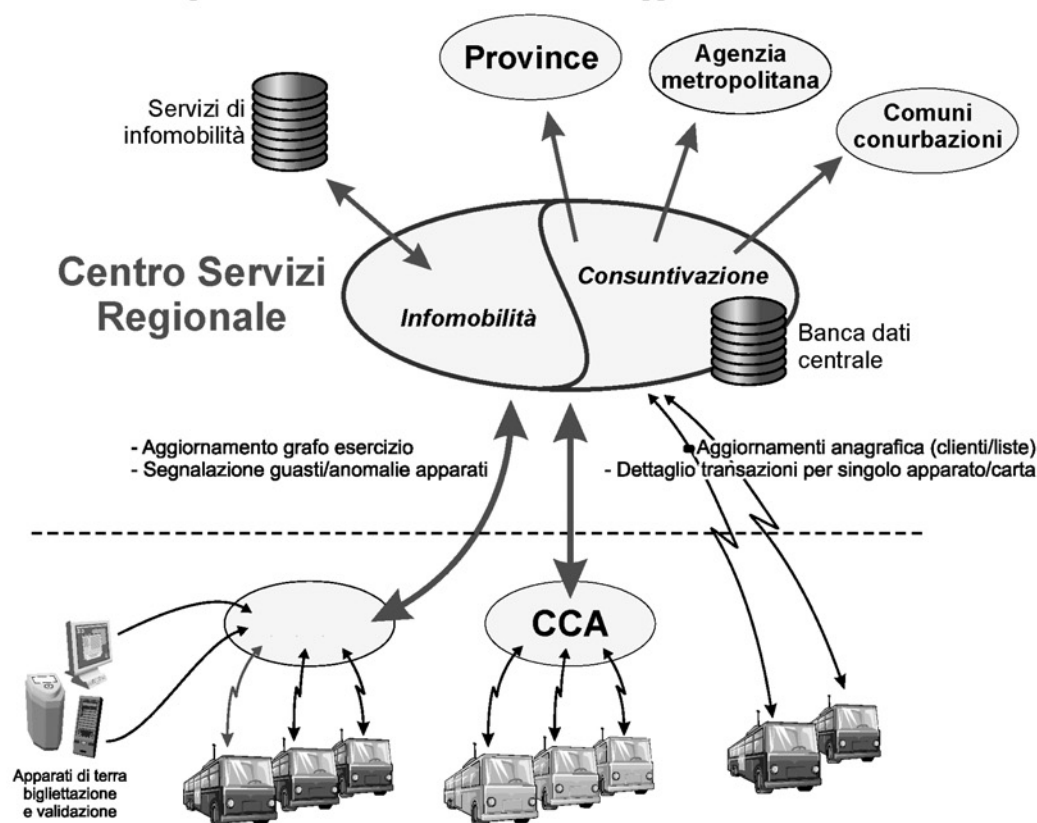 Province
Agenzia
metropolitana
Comuni
conurbazioni
Servizi di
infomobilità
Centro Servizi
Regionale
Consuntivazione
Infomobilità
Banca dati
centrale
- Aggiornamento grafo esercizio
- Segnalazione guasti/anomalie apparati
Aggiornamenti anagrafica (clienti/liste)
- Dettaglio transazioni per singolo apparato/carta
CCA
Apparati di terra
bigliettazione
e validazione